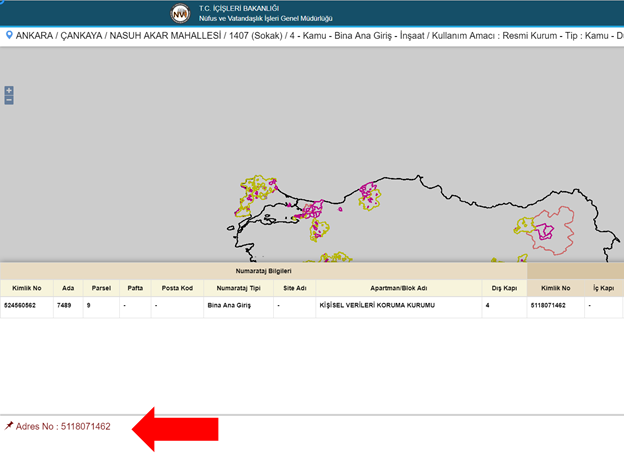 NVİ
T.C. İÇİŞLERİ BAKANLIĞI
Nüfus ve Vatandaşlık İşleri Genel Müdürlüğü
ANKARA / ÇANKAYA / NASUH AKAR MAHALLESİ / 1407 (Sokak) / 4 - Kamu - Bina Ana Giriş - İnşaat / Kullanım Amacı : Resmi Kurum - Tip : Kamu - Dı
+
−
Numarataj Bilgileri
Kimlik No Ada Parsel Pafta Posta Kod Numarataj Tipi Site Adı Apartman/Blok Adı Dış Kapı Kimlik No İç Kapı
524560562 7489 9 - - Bina Ana Giriş - KİŞİSEL VERİLERİ KORUMA KURUMU 4 5118071462 -
Adres No : 5118071462